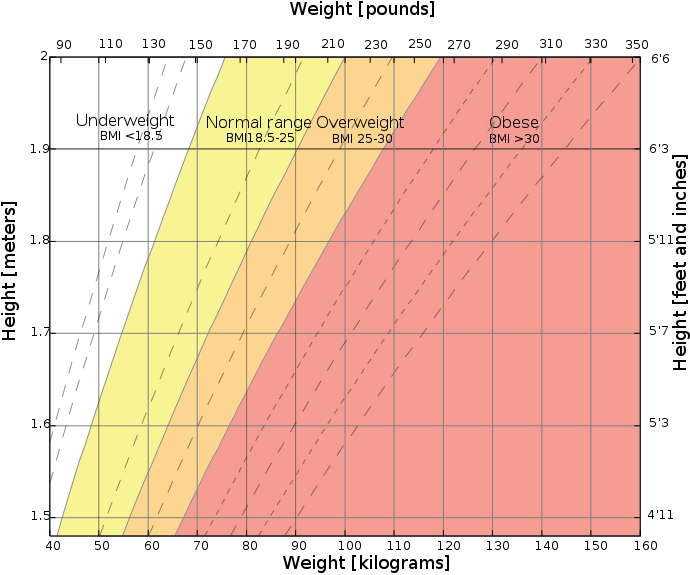 Weight [pounds]
90 110 130 150 170 190 210 230 250 270 290 310 330 350
2 6'6
Underweight Normal range Overweight Obese
BMI <18.5 BMI18.5-25 BMI 25-30 BMI >30
1.9 6'3
Height [meters]
Height [feet and inches]
1.8 5'11
1.7 5'7
1.6 5'3
1.5 4'11
40 50 60 70 80 90 100 110 120 130 140 150 160
Weight [kilograms]